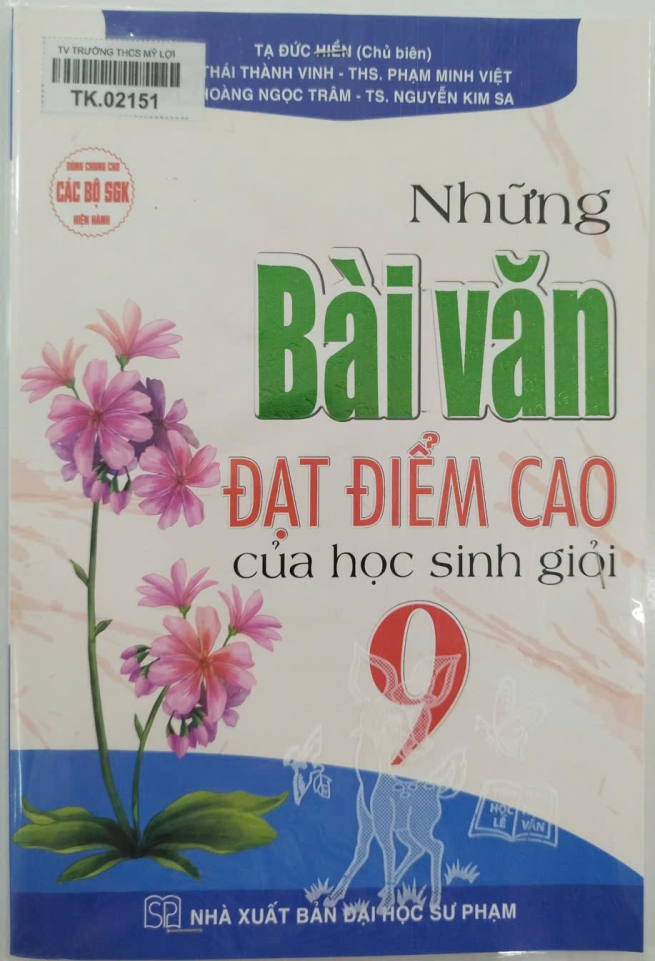 TẠ ĐỨC HIỀN (Chủ biên)
TV TRƯỜNG THCS MỸ LỢI
THÁI THÀNH VINH - THS. PHẠM MINH VIỆT
TK.02151
HOÀNG NGỌC TRÂM - TS. NGUYỄN KIM SA
DÙNG CHUNG CHO
CÁC BỘ SGK
HIỆN HÀNH
Những
Bài văn
ĐẠT ĐIỂM CAO
của học sinh giỏi
9
HỌC
LỄ VĂN
SP NHÀ XUẤT BẢN ĐẠI HỌC SƯ PHẠM